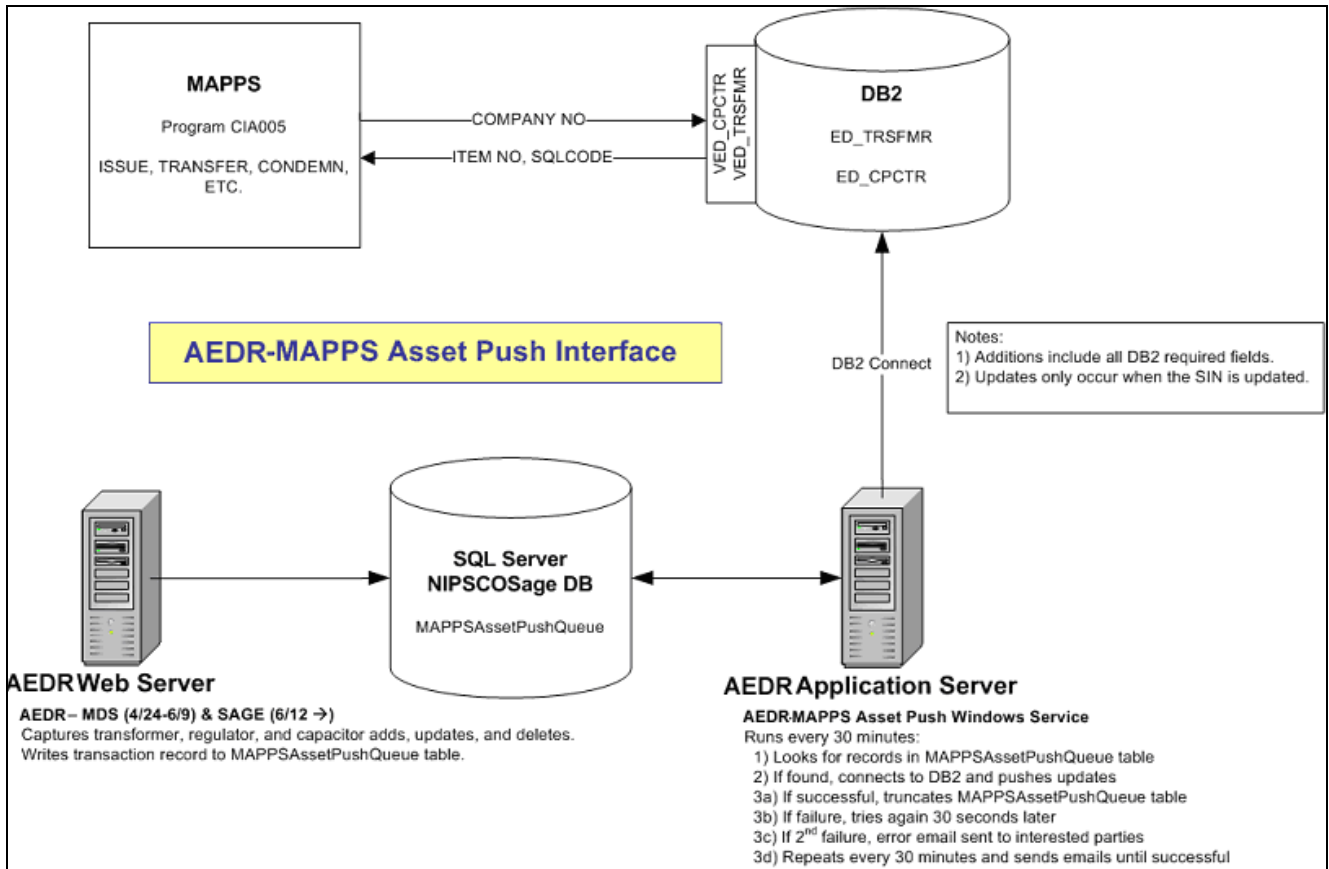 MAPPS
Program CIA005
ISSUE, TRANSFER, CONDEMN,
ETC.
COMPANY NO
ITEM NO, SQLCODE
VED_CPCTR
VED_TRSFMR
DB2
ED_TRSFMR
ED_CPCTR
AEDR-MAPPS Asset Push Interface
DB2 Connect
Notes:
1) Additions include all DB2 required fields.
2) Updates only occur when the SIN is updated.
SQL Server
NIPSCOSage DB
MAPPSAssetPushQueue
AEDR Web Server
AEDR – MDS (4/24-6/9) & SAGE (6/12 →)
Captures transformer, regulator, and capacitor adds, updates, and deletes.
Writes transaction record to MAPPSAssetPushQueue table.
AEDR Application Server
AEDR-MAPPS Asset Push Windows Service
Runs every 30 minutes:
1) Looks for records in MAPPSAssetPushQueue table
2) If found, connects to DB2 and pushes updates
3a) If successful, truncates MAPPSAssetPushQueue table
3b) If failure, tries again 30 seconds later
3c) If 2nd failure, error email sent to interested parties
3d) Repeats every 30 minutes and sends emails until successful